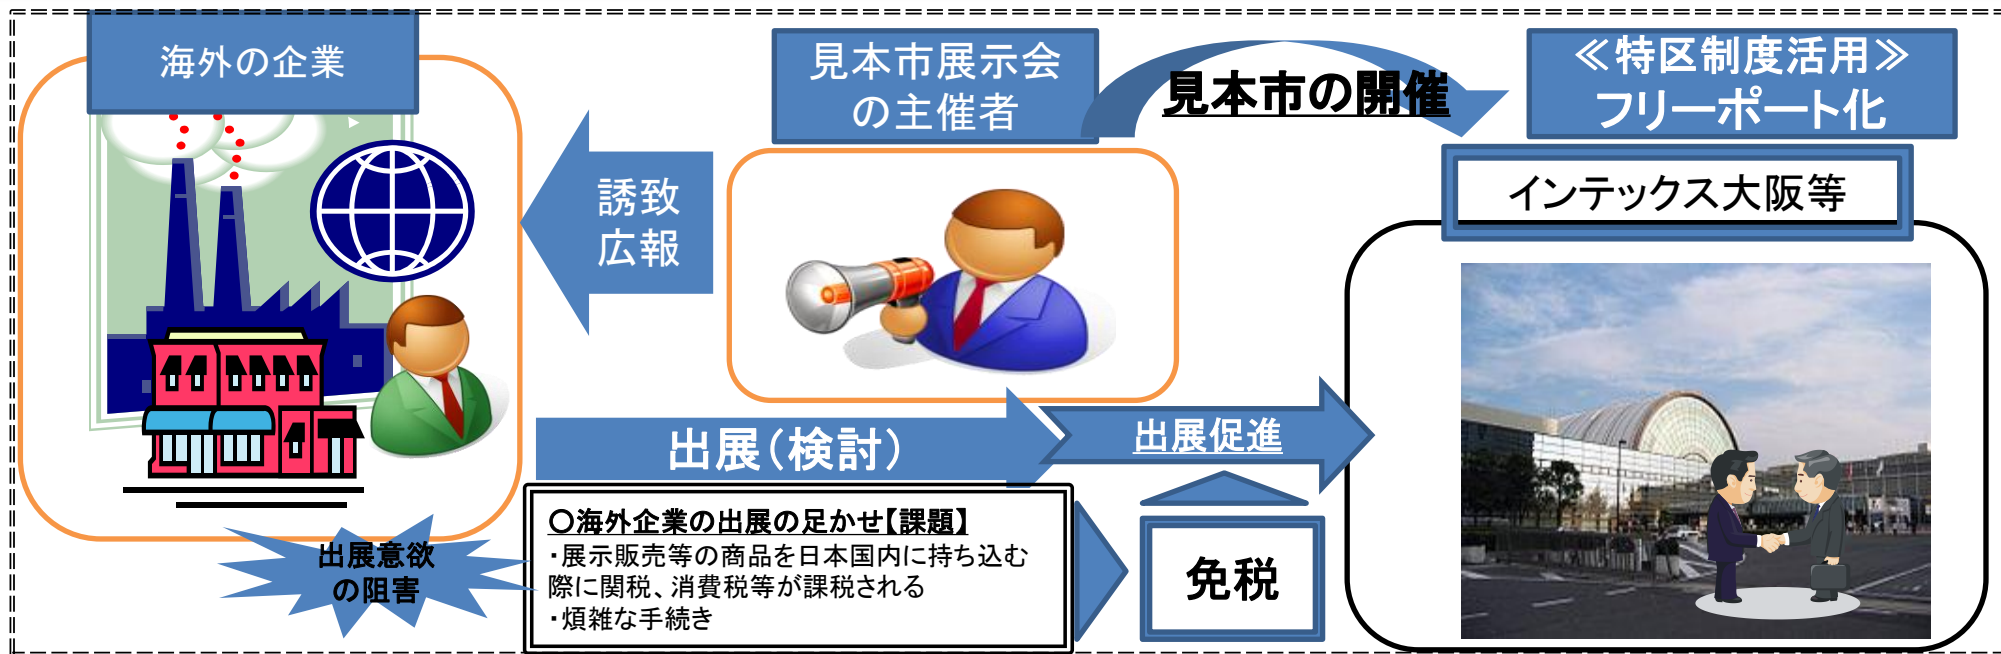 海外の企業
見本市展示会
の主催者
見本市の開催
≪特区制度活用≫
フリーポート化
インテックス大阪等
誘致
広報
出展（検討）
出展促進
出展意欲
の阻害
〇海外企業の出展の足かせ【課題】
・展示販売等の商品を日本国内に持ち込む
際に関税、消費税等が課税される
・煩雑な手続き
免税